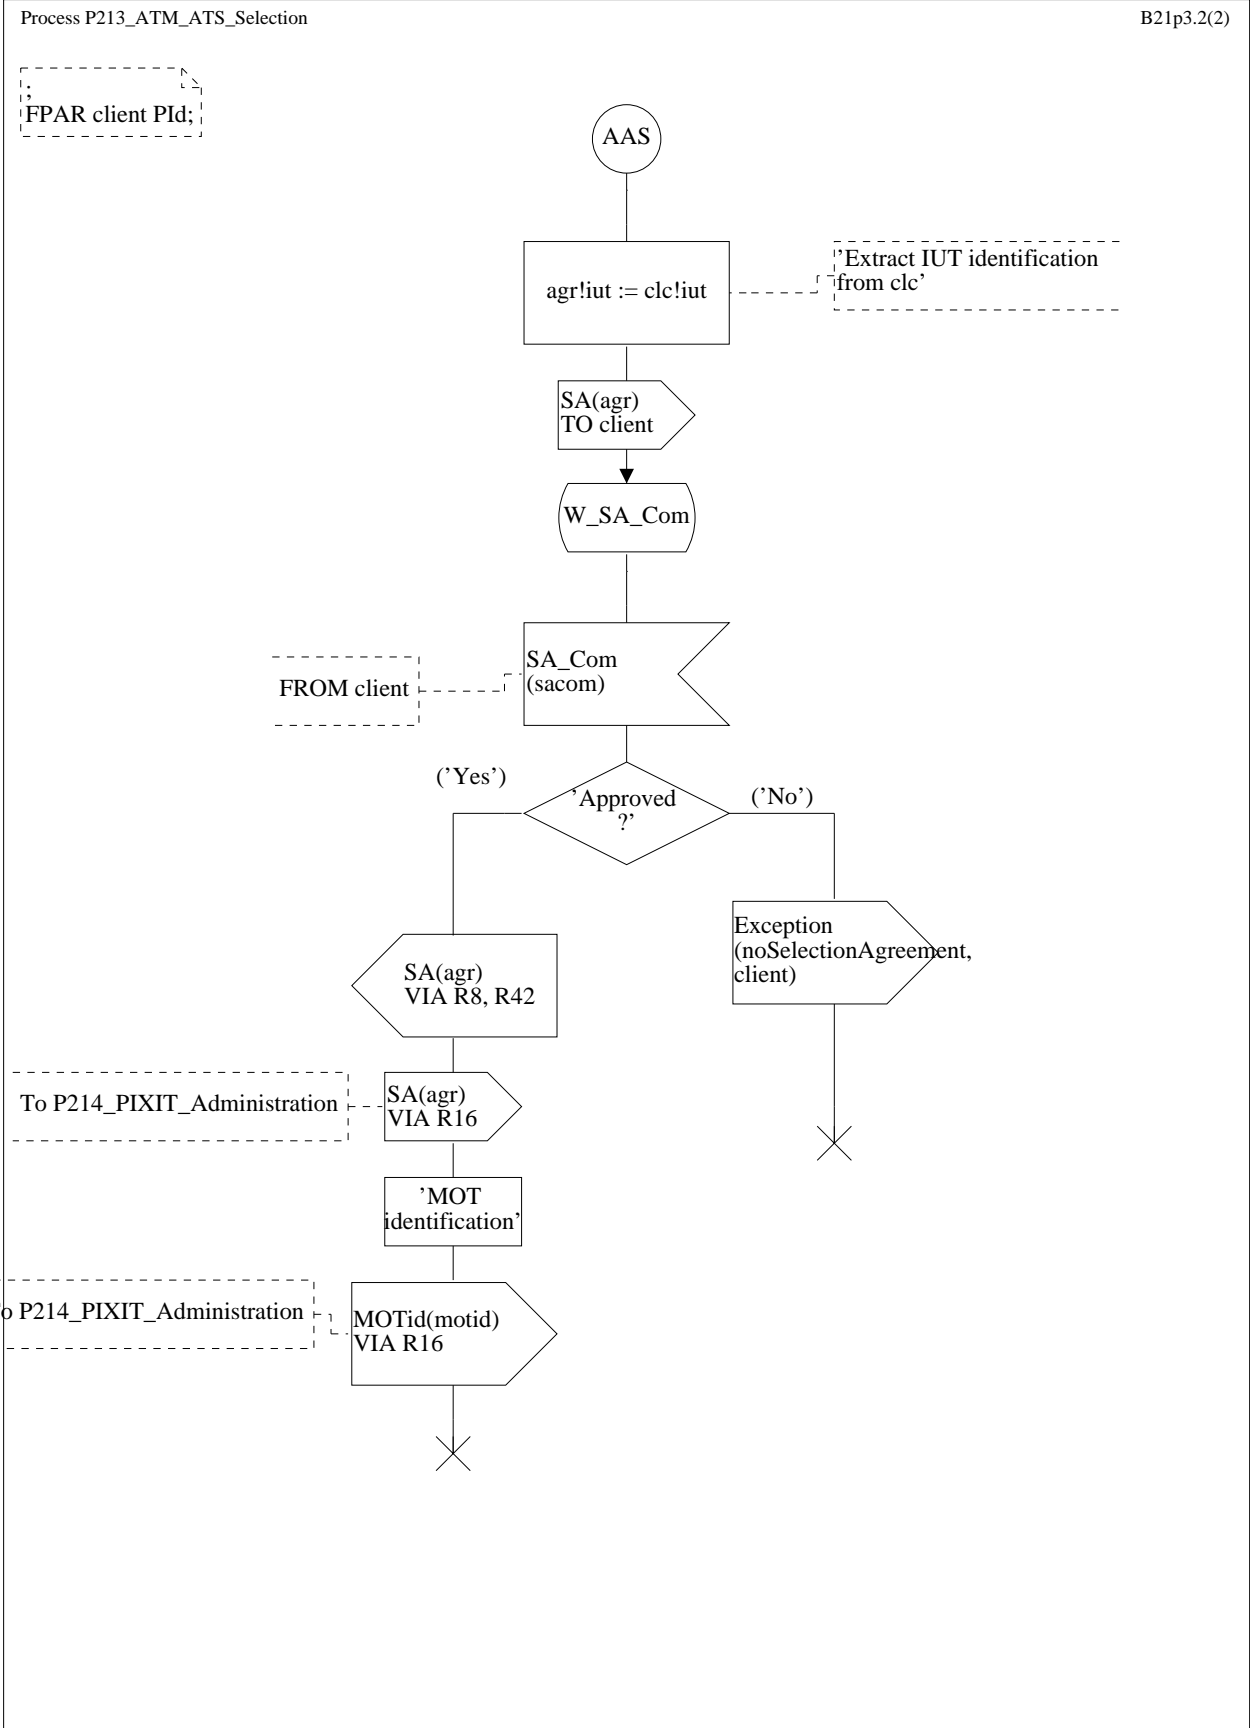 Process P213_ATM_ATS_Selection
B21p3.2(2)
;
FPAR client PId;
AAS
agr!iut := clc!iut
’Extract IUT identification
from clc’
SA(agr)
TO client
W_SA_Com
SA_Com
(sacom)
FROM client
’Approved
?’
(’Yes’)
(’No’)
Exception
(noSelectionAgreement,
client)
SA(agr)
VIA R8, R42
To P214_PIXIT_Administration
SA(agr)
VIA R16
’MOT
identification’
o P214_PIXIT_Administration
MOTid(motid)
VIA R16